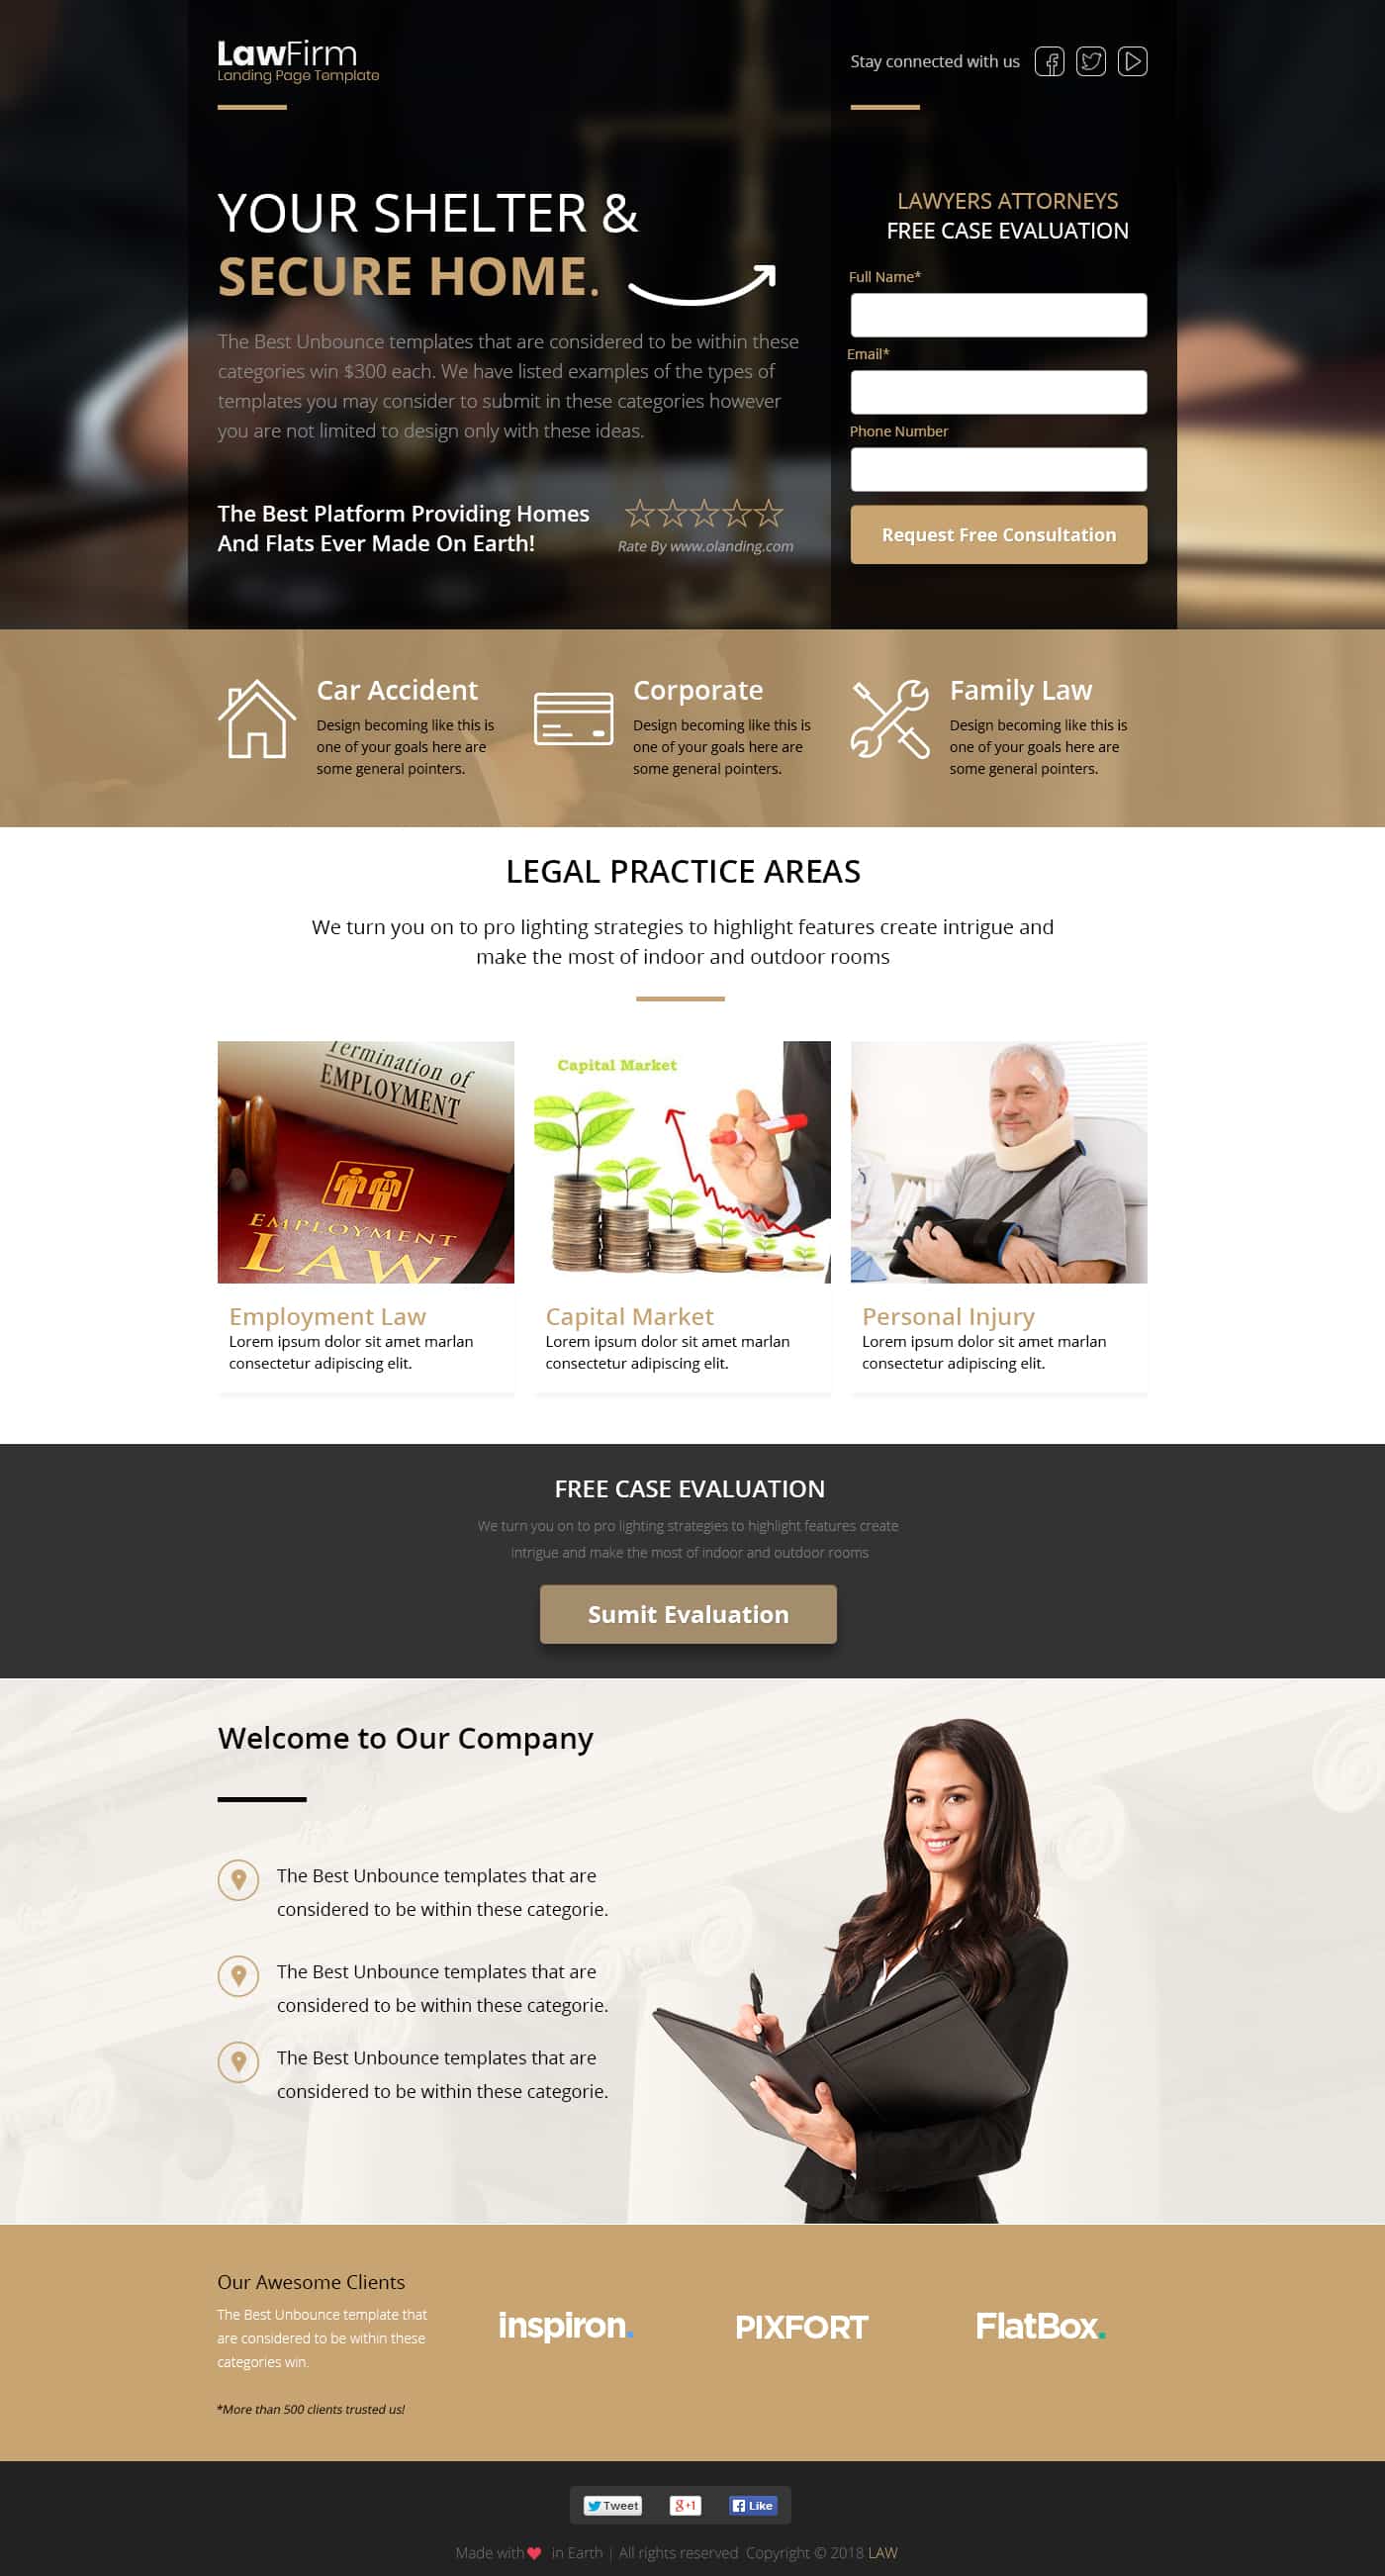 LawFirm
Landing Page Template
Stay connected with us
YOUR SHELTER &
SECURE HOME.
The Best Unbounce templates that are considered to be within these
categories win $300 each. We have listed examples of the types of
templates you may consider to submit in these categories however
you are not limited to design only with these ideas.
The Best Platform Providing Homes
And Flats Ever Made On Earth!
Rate By www.olanding.com
LAWYERS ATTORNEYS
FREE CASE EVALUATION
Full Name*
Email*
Phone Number
Request Free Consultation
Car Accident
Design becoming like this is
one of your goals here are
some general pointers.
Corporate
Design becoming like this is
one of your goals here are
some general pointers.
Family Law
Design becoming like this is
one of your goals here are
some general pointers.
LEGAL PRACTICE AREAS
We turn you on to pro lighting strategies to highlight features create intrigue and
make the most of indoor and outdoor rooms
Termination of
EMPLOYMENT
EMPLOYMENT
LAW
Employment Law
Lorem ipsum dolor sit amet marlan
consectetur adipiscing elit.
Capital Market
Capital Market
Lorem ipsum dolor sit amet marlan
consectetur adipiscing elit.
Personal Injury
Lorem ipsum dolor sit amet marlan
consectetur adipiscing elit.
FREE CASE EVALUATION
We turn you on to pro lighting strategies to highlight features create
intrigue and make the most of indoor and outdoor rooms
Sumit Evaluation
Welcome to Our Company
The Best Unbounce templates that are
considered to be within these categorie.
The Best Unbounce templates that are
considered to be within these categorie.
The Best Unbounce templates that are
considered to be within these categorie.
Our Awesome Clients
The Best Unbounce template that
are considered to be within these
categories win.
*More than 500 clients trusted us!
inspiron.
PIXFORT
FlatBox.
Tweet
g+1
Like
Made with in Earth | All rights reserved Copyright © 2018 LAW